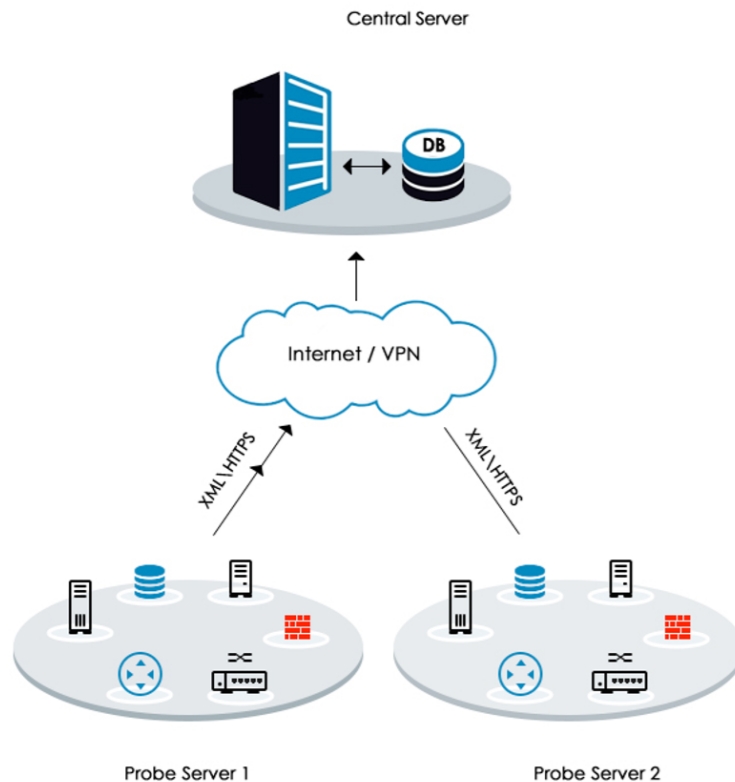 Central Server
DB
Internet / VPN
XML\HTTPS
XML\HTTPS
Probe Server 1
Probe Server 2